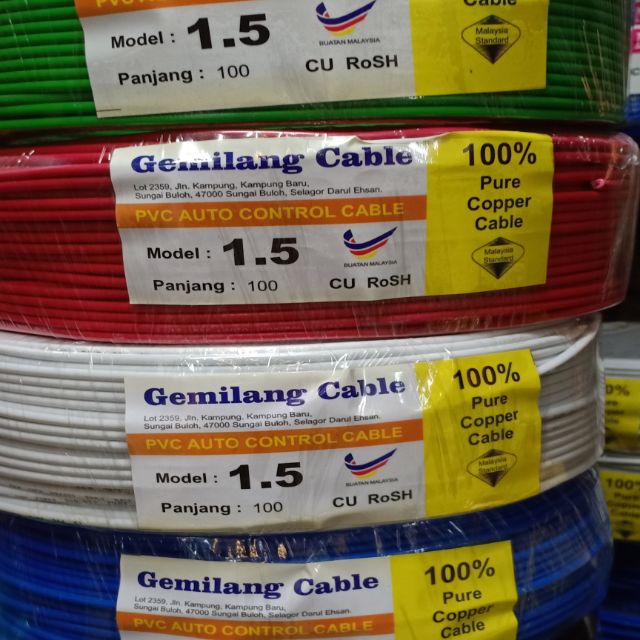 PVC AUTO CONTROL CABLE
Cable
Model : 1.5
BUATAN MALAYSIA
Malaysia
Standard
Panjang : 100
CU RoSH
Gemilang Cable
Lot 2359, Jln. Kampung, Kampung Baru,
Sungai Buloh, 47000 Sungai Buloh, Selagor Darul Ehsan.
PVC AUTO CONTROL CABLE
Model : 1.5
BUATAN MALAYSIA
Panjang : 100
CU RoSH
100%
Pure
Copper
Cable
Malaysia
Standard
Gemilang Cable
Lot 2359, Jln. Kampung, Kampung Baru,
Sungai Buloh, 47000 Sungai Buloh, Selagor Darul Ehsan.
PVC AUTO CONTROL CABLE
Model : 1.5
BUATAN MALAYSIA
Panjang : 100
CU RoSH
100%
Pure
Copper
Cable
Malaysia
Standard
Gemilang Cable
Lot 2359, Jln. Kampung, Kampung Baru,
Sungai Buloh, 47000 Sungai Buloh, Selagor Darul Ehsan.
PVC AUTO CONTROL CABLE
100%
Pure
Copper
Cable